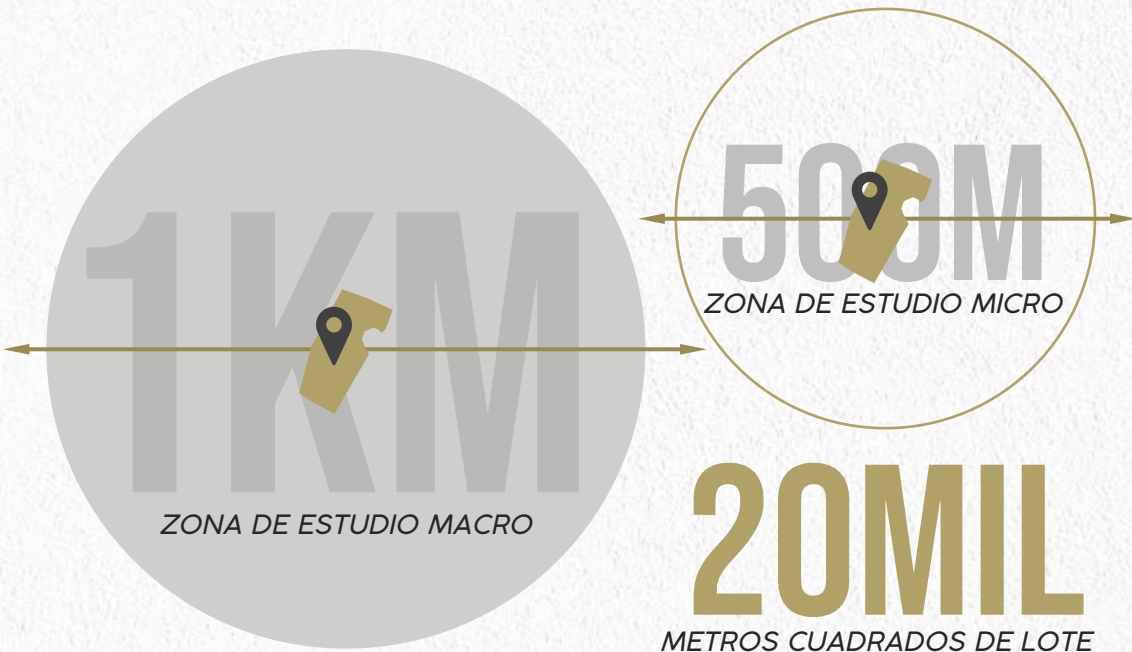 1KM
ZONA DE ESTUDIO MACRO
500M
ZONA DE ESTUDIO MICRO
20MIL
METROS CUADRADOS DE LOTE